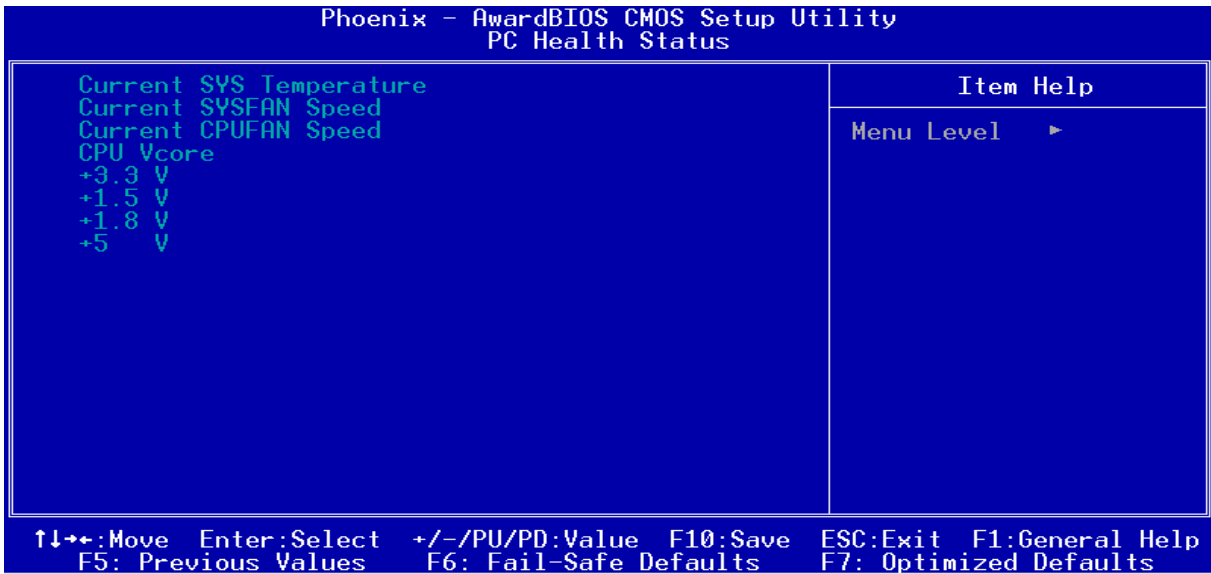 Phoenix - AwardBIOS CMOS Setup Utility
PC Health Status
Current SYS Temperature
Current SYSFAN Speed
Current CPUFAN Speed
CPU Vcore
+3.3 V
+1.5 V
+1.8 V
+5 V
Item Help
Menu Level ►
↑↓→←:Move Enter:Select +/-/PU/PD:Value F10:Save ESC:Exit F1:General Help
F5: Previous Values F6: Fail-Safe Defaults F7: Optimized Defaults